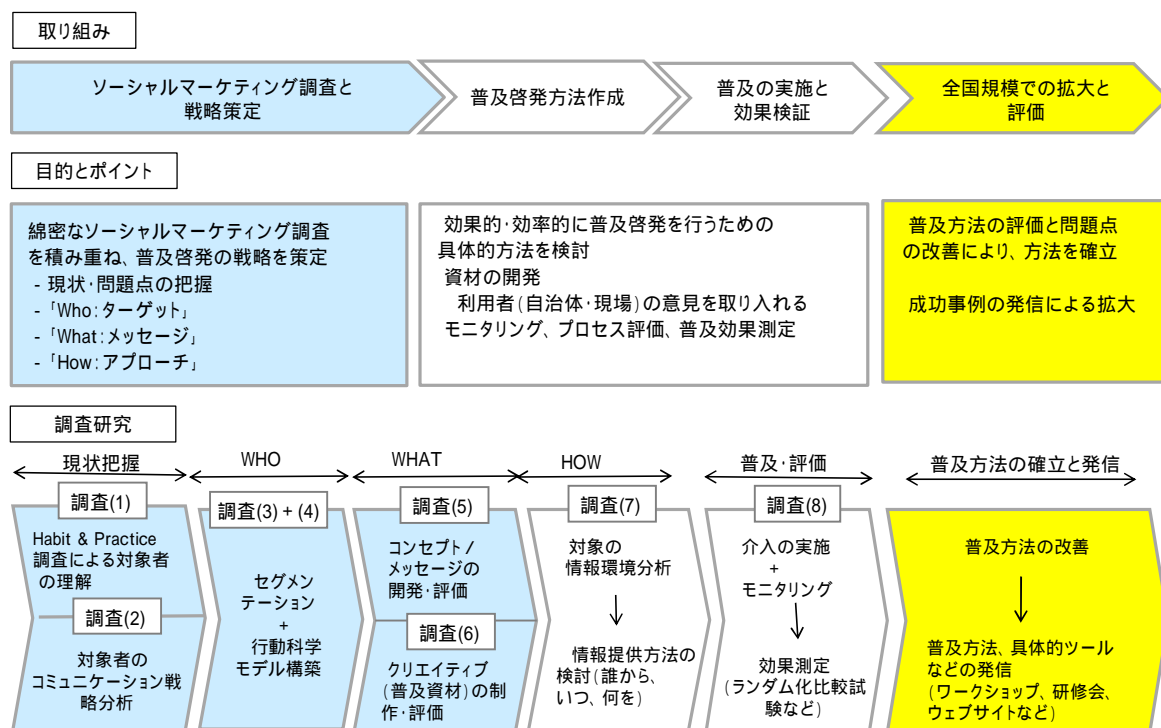 取り組み
ソーシャルマーケティング調査と
戦略策定
普及啓発方法作成
普及の実施と
効果検証
全国規模での拡大と
評価
目的とポイント
綿密なソーシャルマーケティング調査
を積み重ね、普及啓発の戦略を策定
- 現状・問題点の把握
- 「Who:ターゲット」
- 「What:メッセージ」
- 「How:アプローチ」
効果的・効率的に普及啓発を行うための
具体的方法を検討
資材の開発
利用者(自治体・現場)の意見を取り入れる
モニタリング、プロセス評価、普及効果測定
普及方法の評価と問題点
の改善により、方法を確立
成功事例の発信による拡大
調査研究
現状把握
調査(1)
Habit & Practice
調査による対象者
の理解
調査(2)
対象者の
コミュニケーション戦
略分析
WHO
調査(3) + (4)
セグメン
テーション
+
行動科学
モデル構築
WHAT
調査(5)
コンセプト/
メッセージの
開発・評価
調査(6)
クリエイティブ
(普及資材)の制
作・評価
HOW
調査(7)
対象の
情報環境分析
情報提供方法の
検討(誰から、
いつ、何を)
普及・評価
調査(8)
介入の実施
+
モニタリング
効果測定
(ランダム化比較試
験など)
普及方法の確立と発信
普及方法の改善
普及方法、具体的ツール
などの発信
(ワークショップ、研修会、
ウェブサイトなど)